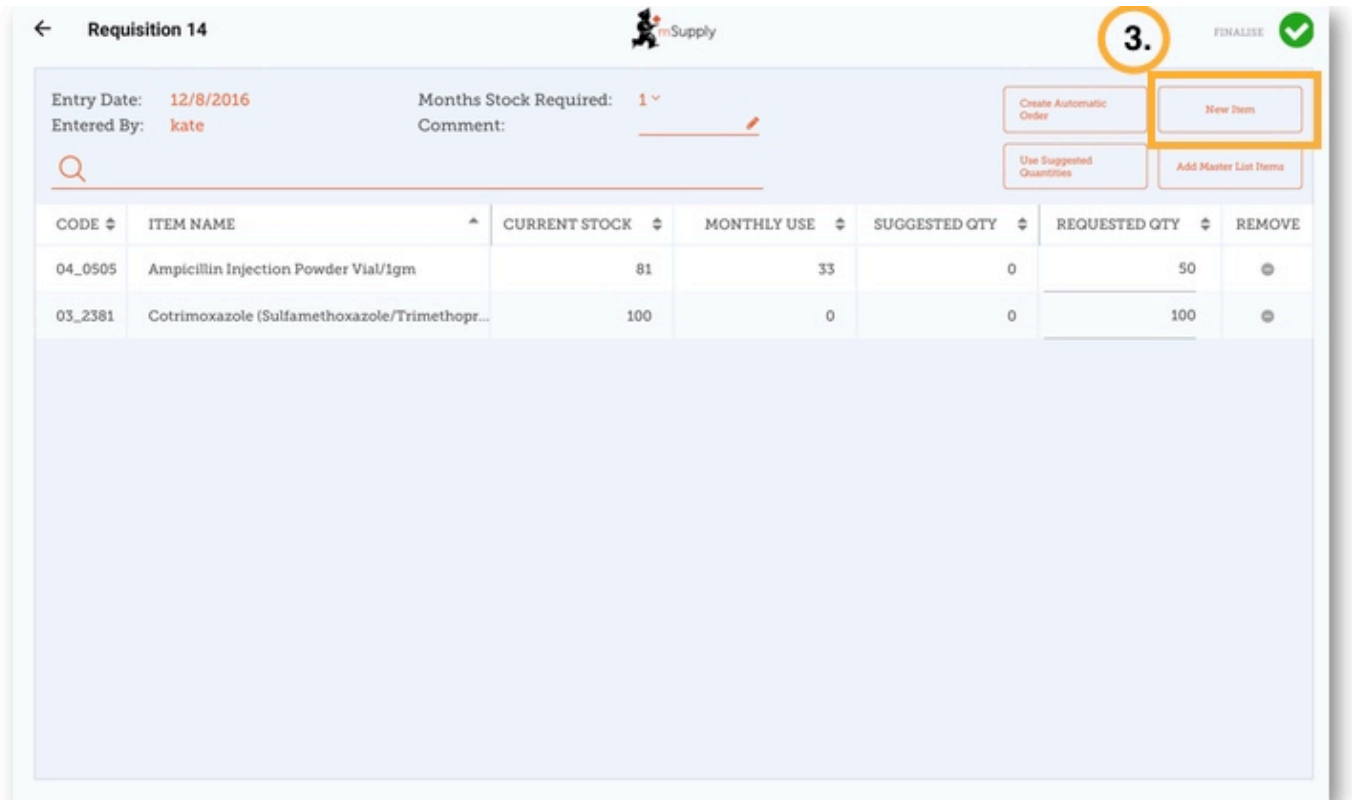 Requisition 14
mSupply
3.
FINALISE
Entry Date: 12/8/2016
Months Stock Required: 1
Create Automatic
Order
New Item
Entered By: kate
Comment:
Use Suggested
Quantities
Add Master List Items
CODE ITEM NAME CURRENT STOCK MONTHLY USE SUGGESTED QTY REQUESTED QTY REMOVE
04_0505 Ampicillin Injection Powder Vial/1gm 81 33 0 50
03_2381 Cotrimoxazole (Sulfamethoxazole/Trimethopr... 100 0 0 100